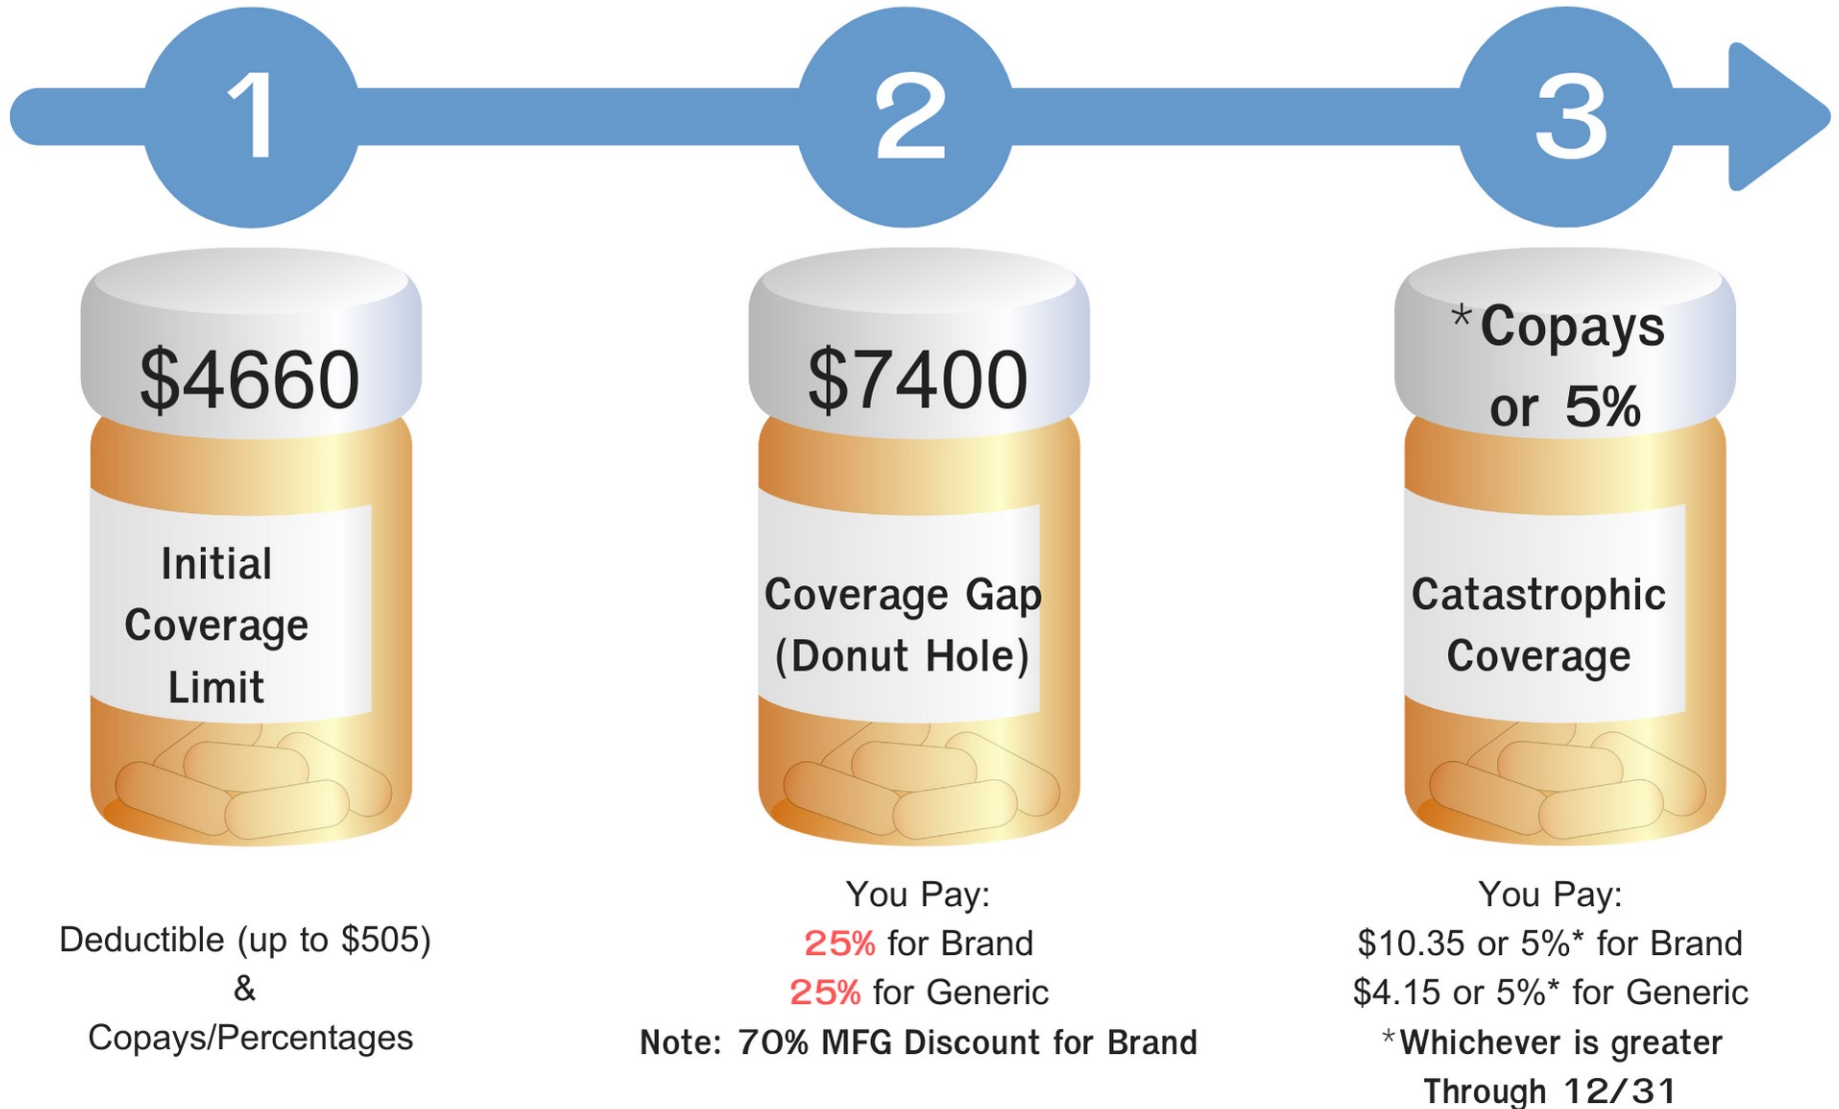 1
2
3
$4660
Initial
Coverage
Limit
Deductible (up to $505)
&
Copays/Percentages
$7400
Coverage Gap
(Donut Hole)
You Pay:
25% for Brand
25% for Generic
Note: 70% MFG Discount for Brand
*Copays
or 5%
Catastrophic
Coverage
You Pay:
$10.35 or 5%* for Brand
$4.15 or 5%* for Generic
*Whichever is greater
Through 12/31